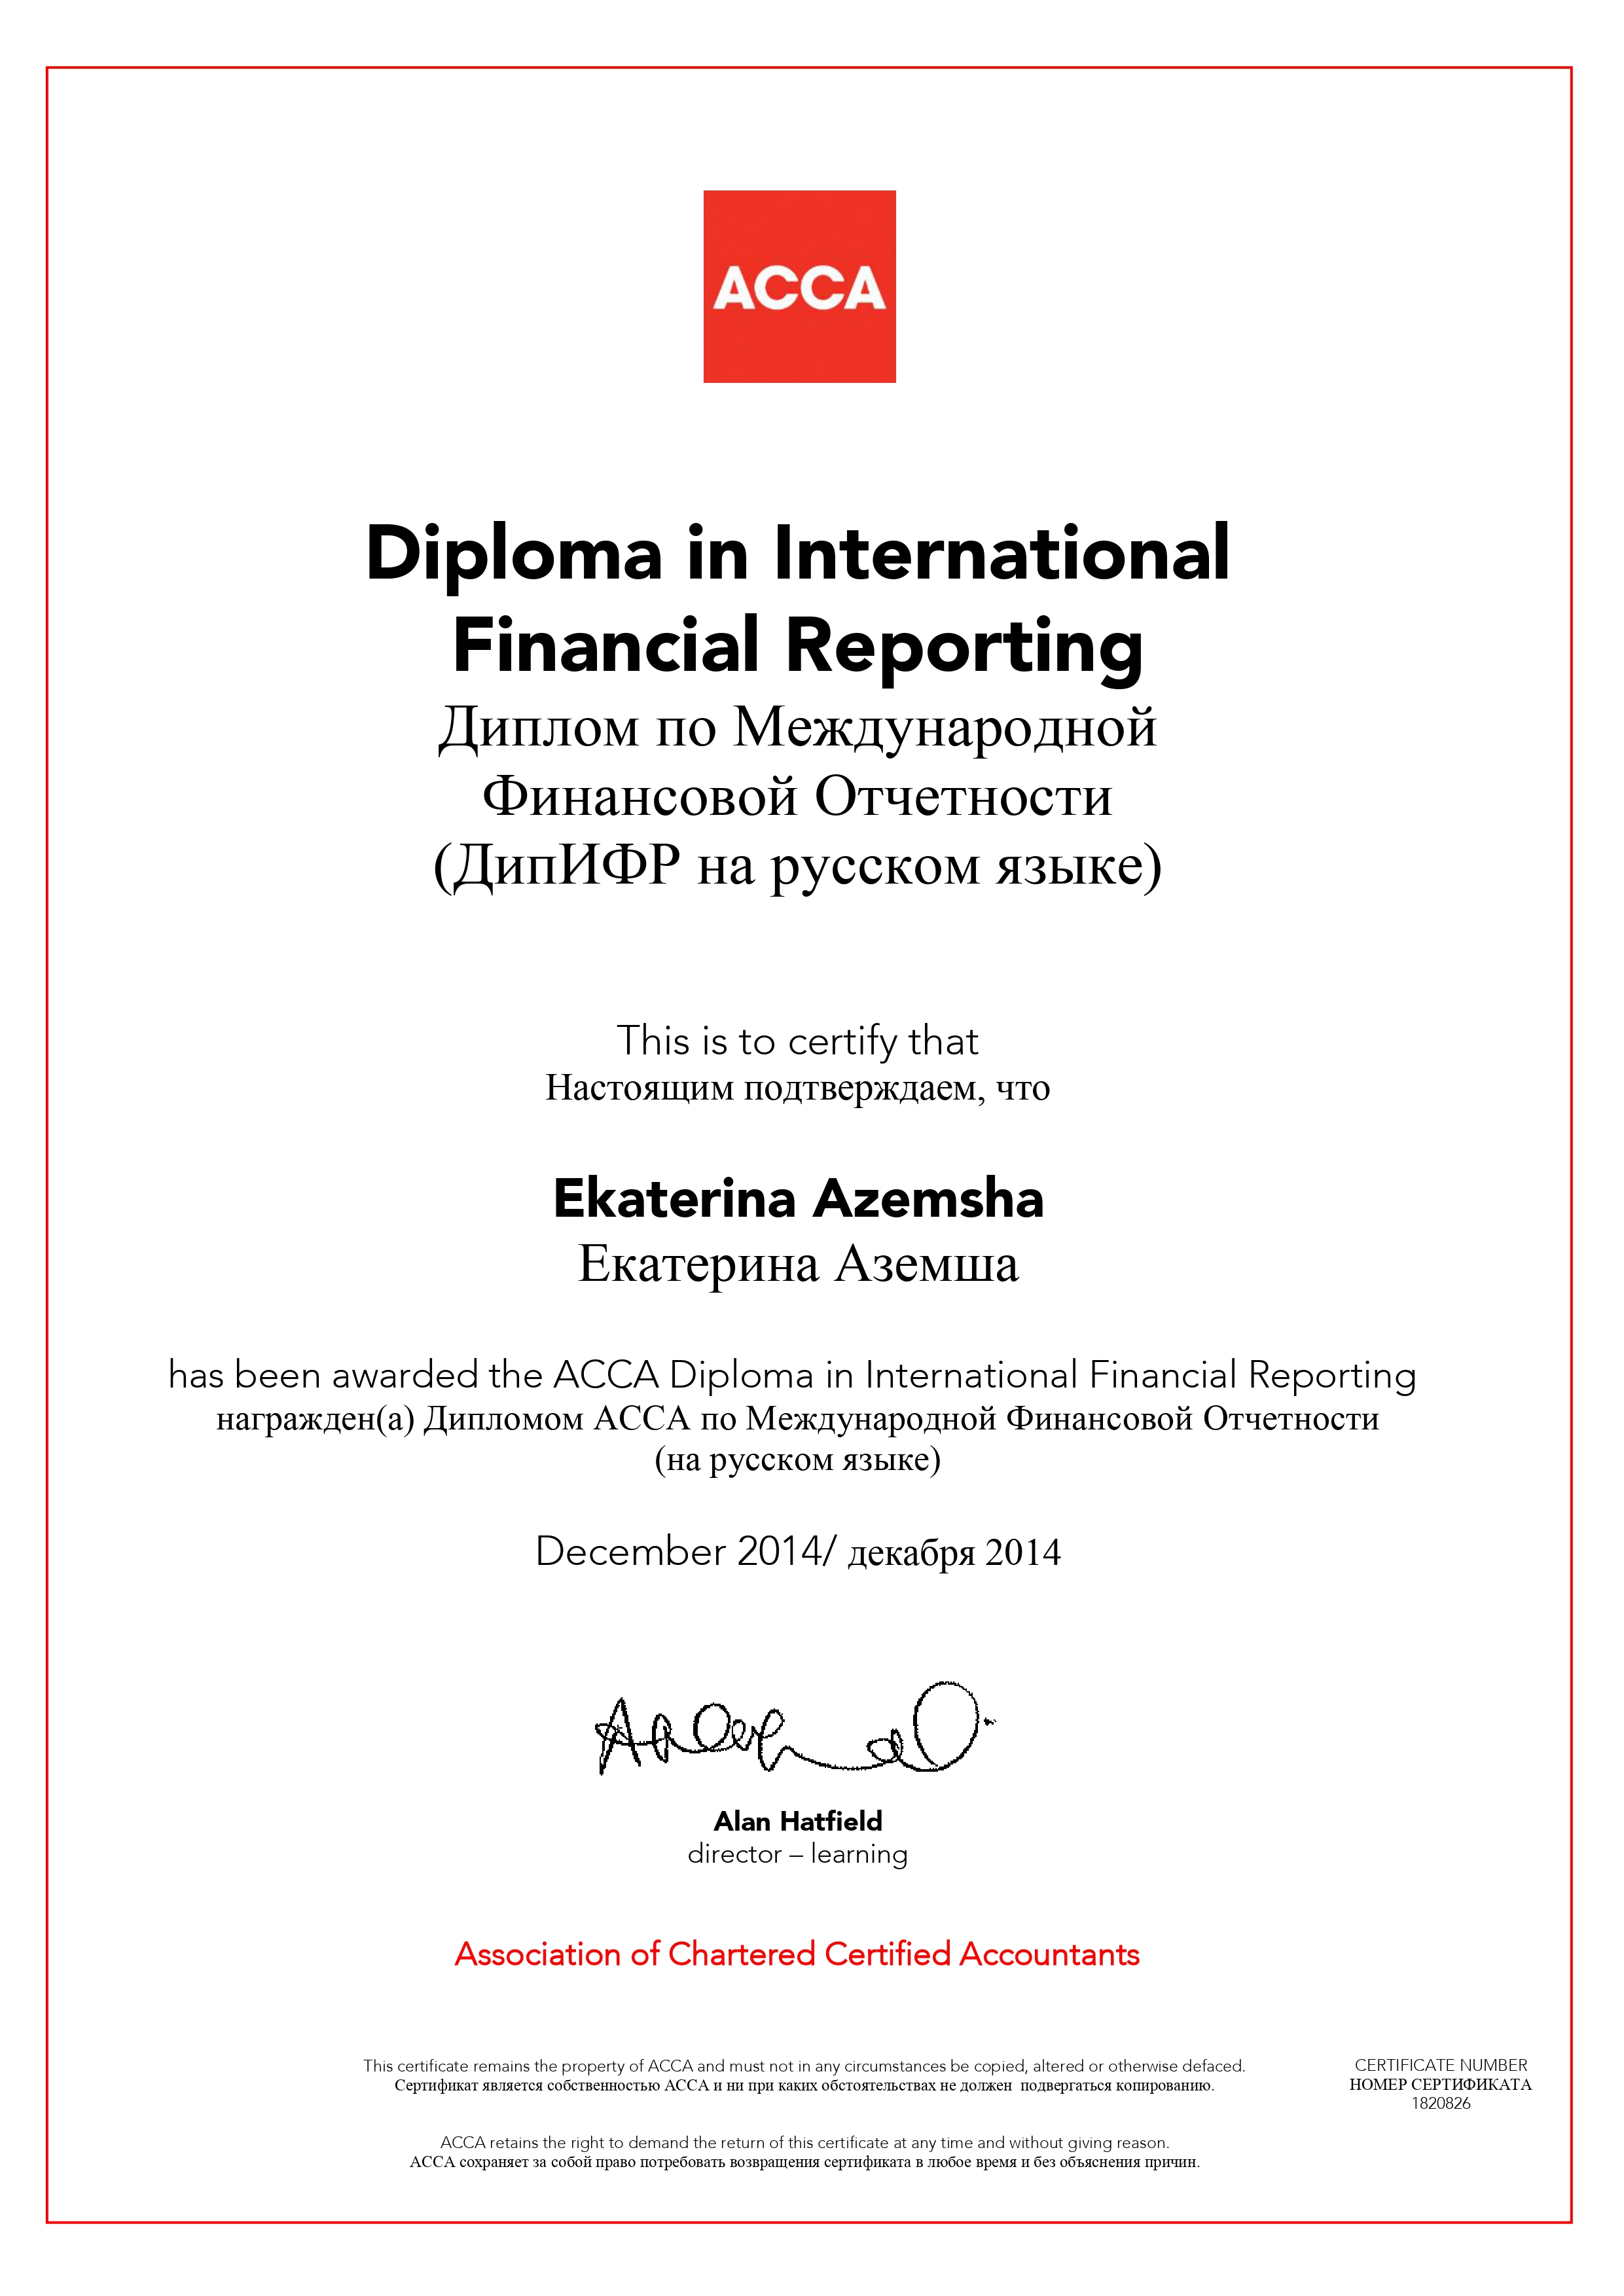 ACCA
Diploma in International
Financial Reporting
Диплом по Международной
Финансовой Отчетности
(ДипИФР на русском языке)
This is to certify that
Настоящим подтверждаем, что
Ekaterina Azemsha
Екатерина Аземша
has been awarded the ACCA Diploma in International Financial Reporting
награжден(а) Дипломом АССА по Международной Финансовой Отчетности
(на русском языке)
December 2014/ декабря 2014
Alan Hatfield
director – learning
Association of Chartered Certified Accountants
This certificate remains the property of ACCA and must not in any circumstances be copied, altered or otherwise defaced.
Сертификат является собственностью АССА и ни при каких обстоятельствах не должен  подвергаться копированию.
ACCA retains the right to demand the return of this certificate at any time and without giving reason.
АССА сохраняет за собой право потребовать возвращения сертификата в любое время и без объяснения причин.
CERTIFICATE NUMBER
НОМЕР СЕРТИФИКАТА
1820826